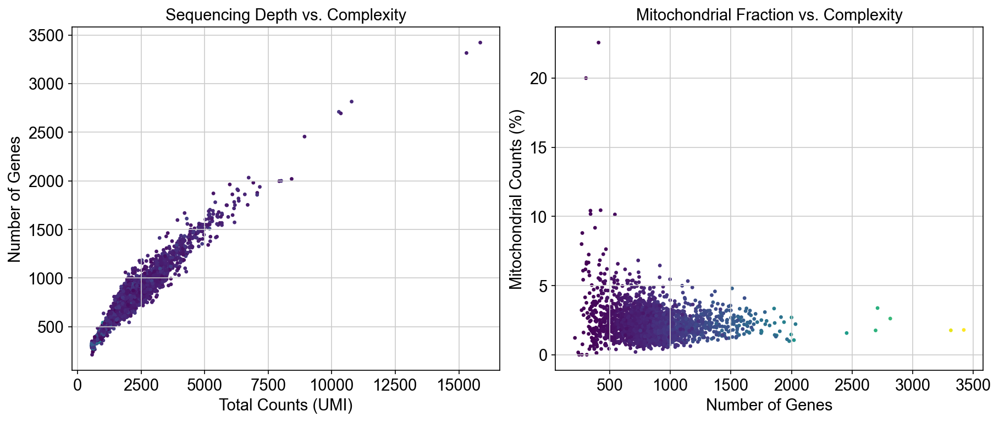 Sequencing Depth vs. Complexity
3500
3000
2500
2000
1500
1000
500
Number of Genes
0 2500 5000 7500 10000 12500 15000
Total Counts (UMI)
Mitochondrial Fraction vs. Complexity
20
15
10
5
0
Mitochondrial Counts (%)
500 1000 1500 2000 2500 3000 3500
Number of Genes